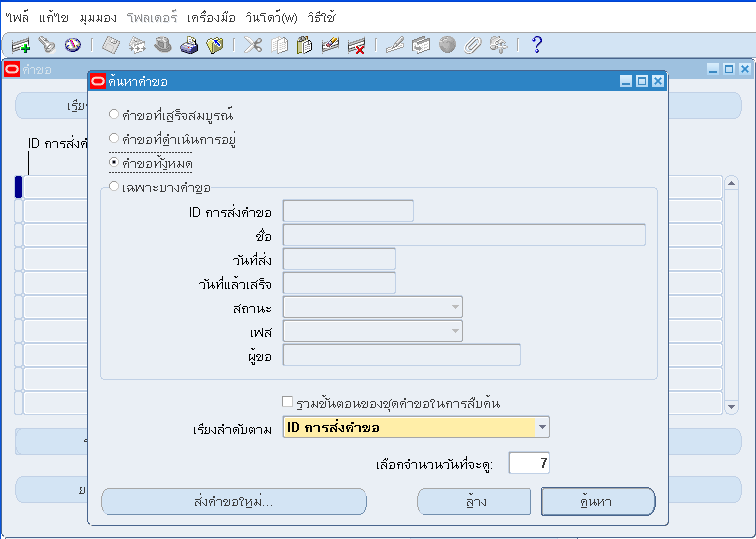 ไฟล์ แก้ไข มุมมอง โฟลเดอร์ เครื่องมือ วินโดว์(W) วิธีใช้
คำขอ
ค้นหาคำขอ
คำขอที่เสร็จสมบูรณ์
คำขอที่ดำเนินการอยู่
คำขอทั้งหมด
เฉพาะบางคำขอ
ID การส่งคำขอ
ชื่อ
วันที่ส่ง
วันที่แล้วเสร็จ
สถานะ
เฟส
ผู้ขอ
รวมขั้นตอนของชุดคำขอในการสืบค้น
เรียงลำดับตาม ID การส่งคำขอ
เลือกจำนวนวันที่จะดู: 7
ส่งคำขอใหม่... ล้าง ค้นหา
ID การส่งคำ